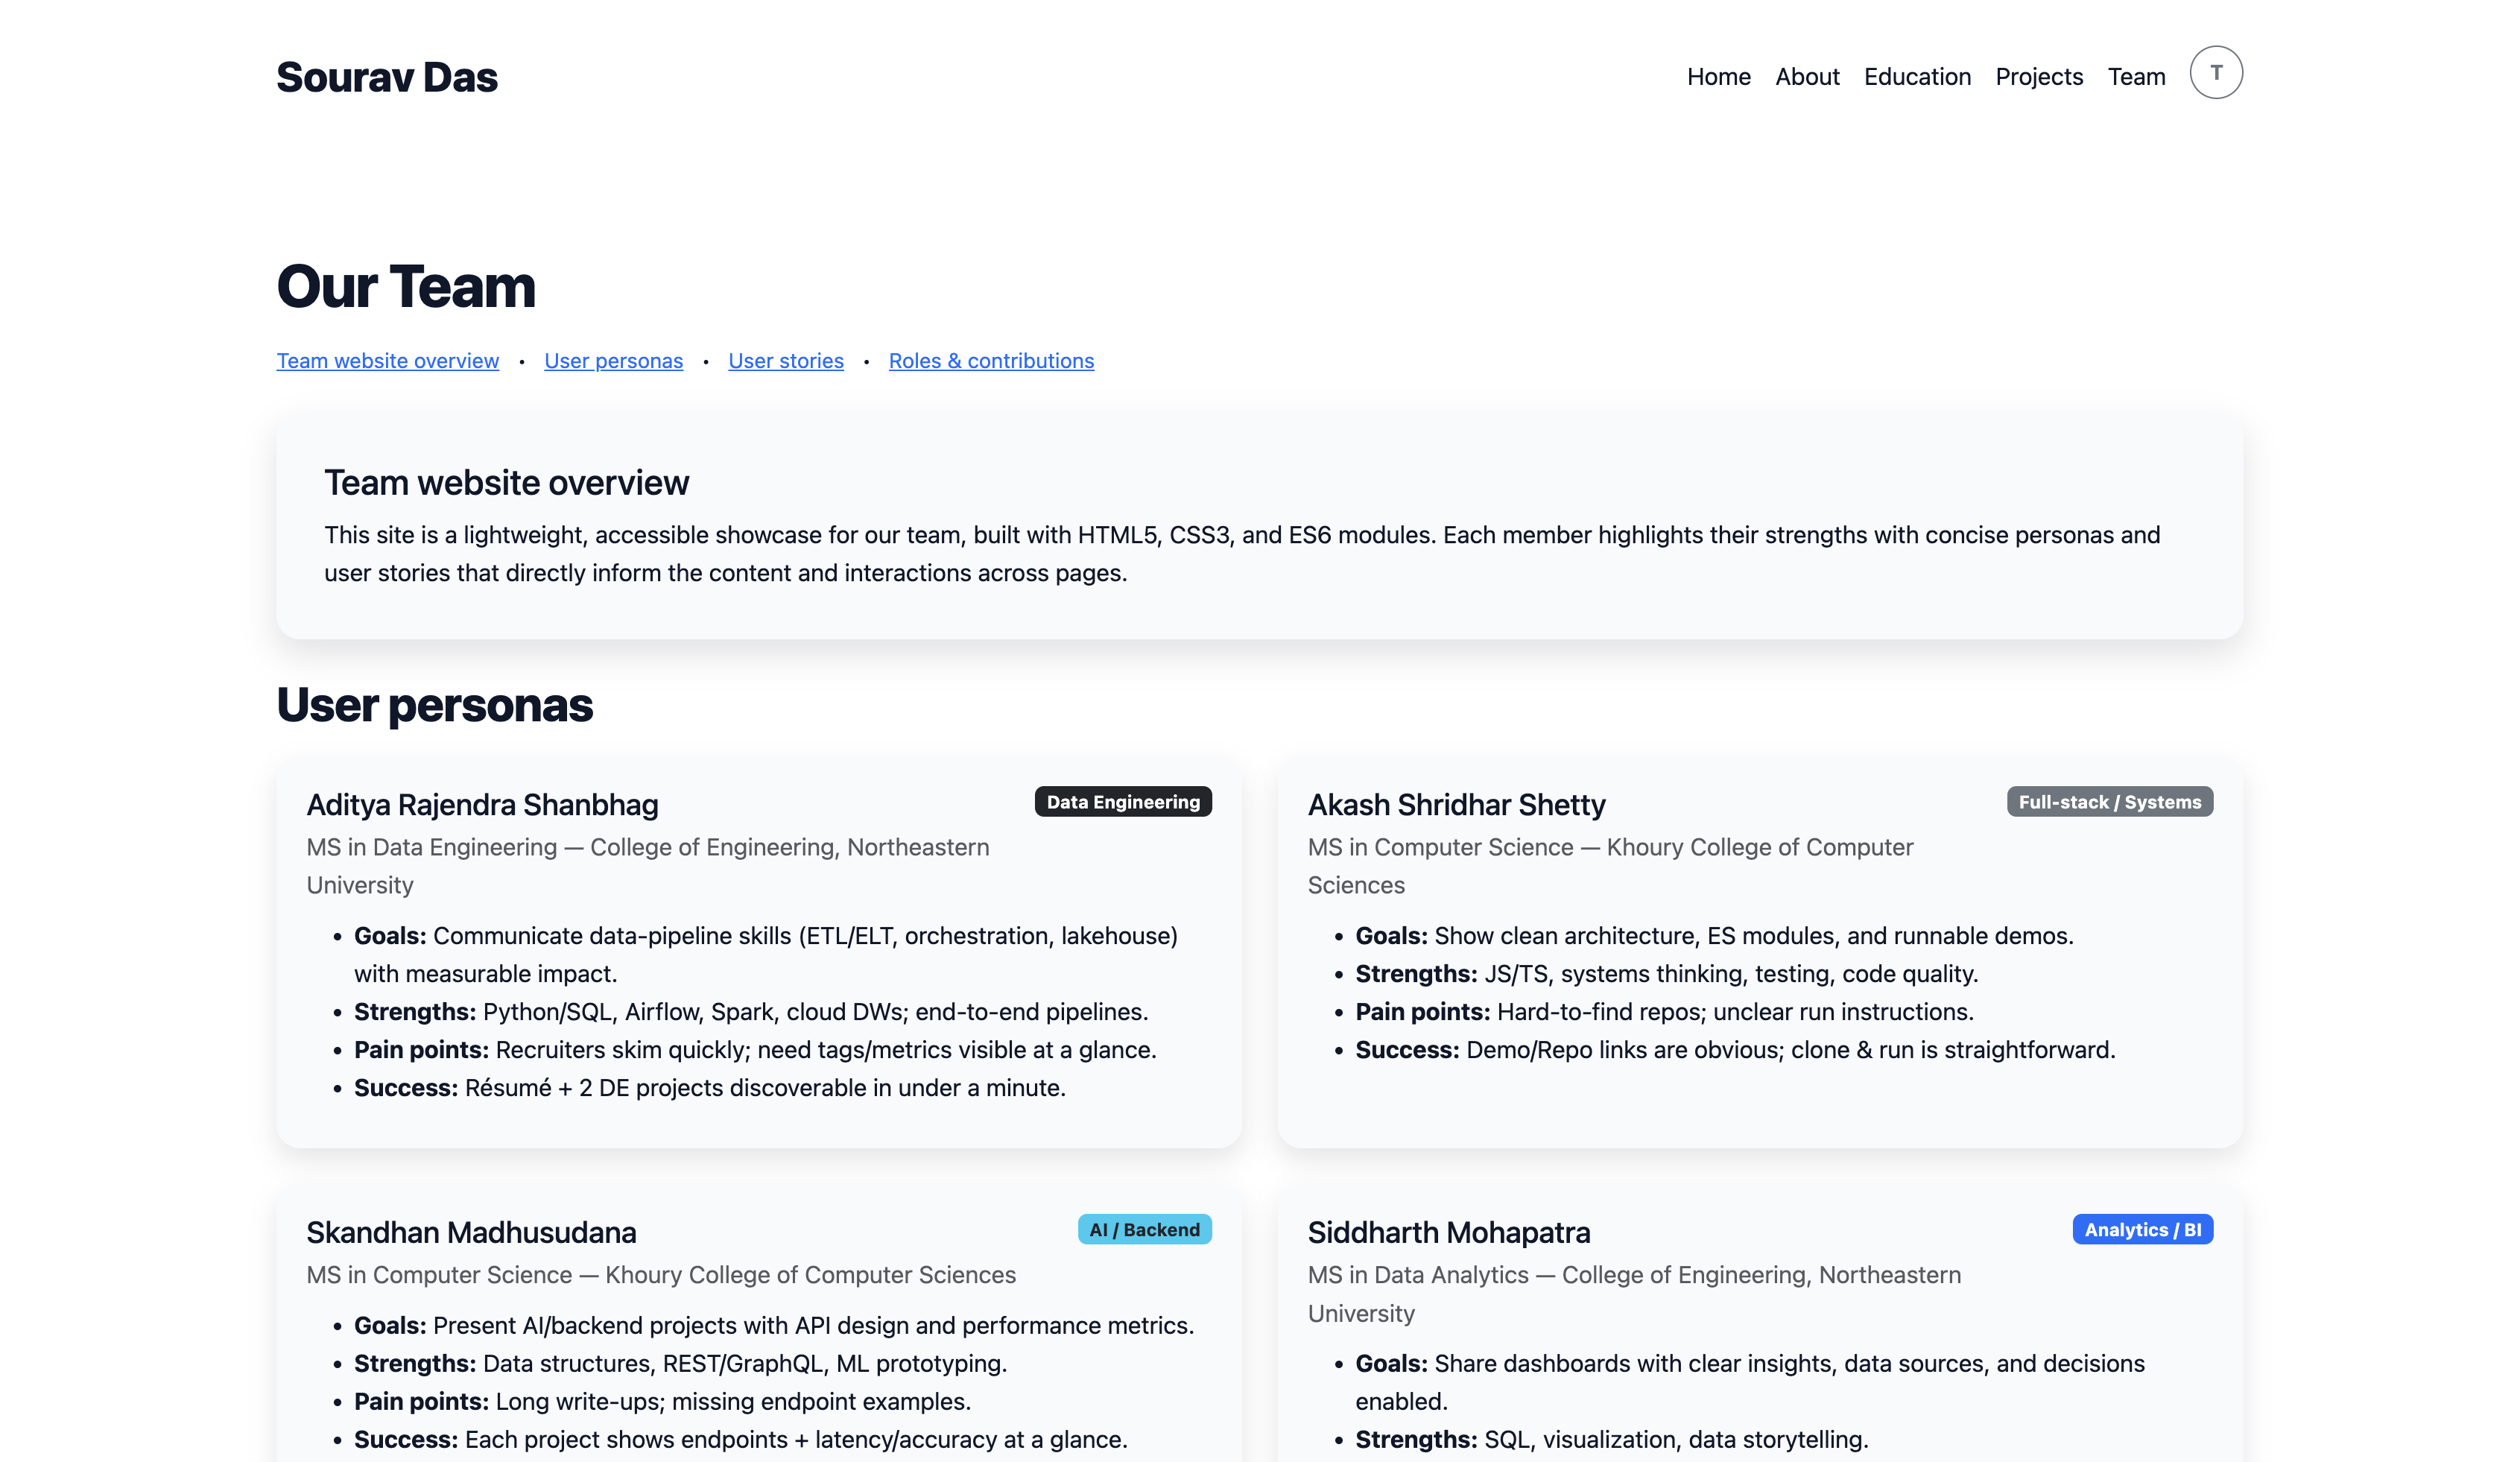 Sourav Das
Home About Education Projects Team T
Our Team
Team website overview • User personas • User stories • Roles & contributions
Team website overview
This site is a lightweight, accessible showcase for our team, built with HTML5, CSS3, and ES6 modules. Each member highlights their strengths with concise personas and
user stories that directly inform the content and interactions across pages.
User personas
Aditya Rajendra Shanbhag
Data Engineering
MS in Data Engineering — College of Engineering, Northeastern
University
• Goals: Communicate data-pipeline skills (ETL/ELT, orchestration, lakehouse)
with measurable impact.
• Strengths: Python/SQL, Airflow, Spark, cloud DWs; end-to-end pipelines.
• Pain points: Recruiters skim quickly; need tags/metrics visible at a glance.
• Success: Résumé + 2 DE projects discoverable in under a minute.
Akash Shridhar Shetty
Full-stack / Systems
MS in Computer Science — Khoury College of Computer
Sciences
• Goals: Show clean architecture, ES modules, and runnable demos.
• Strengths: JS/TS, systems thinking, testing, code quality.
• Pain points: Hard-to-find repos; unclear run instructions.
• Success: Demo/Repo links are obvious; clone & run is straightforward.
Skandhan Madhusudana
AI / Backend
MS in Computer Science — Khoury College of Computer Sciences
• Goals: Present AI/backend projects with API design and performance metrics.
• Strengths: Data structures, REST/GraphQL, ML prototyping.
• Pain points: Long write-ups; missing endpoint examples.
• Success: Each project shows endpoints + latency/accuracy at a glance.
Siddharth Mohapatra
Analytics / BI
MS in Data Analytics — College of Engineering, Northeastern
University
• Goals: Share dashboards with clear insights, data sources, and decisions
enabled.
• Strengths: SQL, visualization, data storytelling.